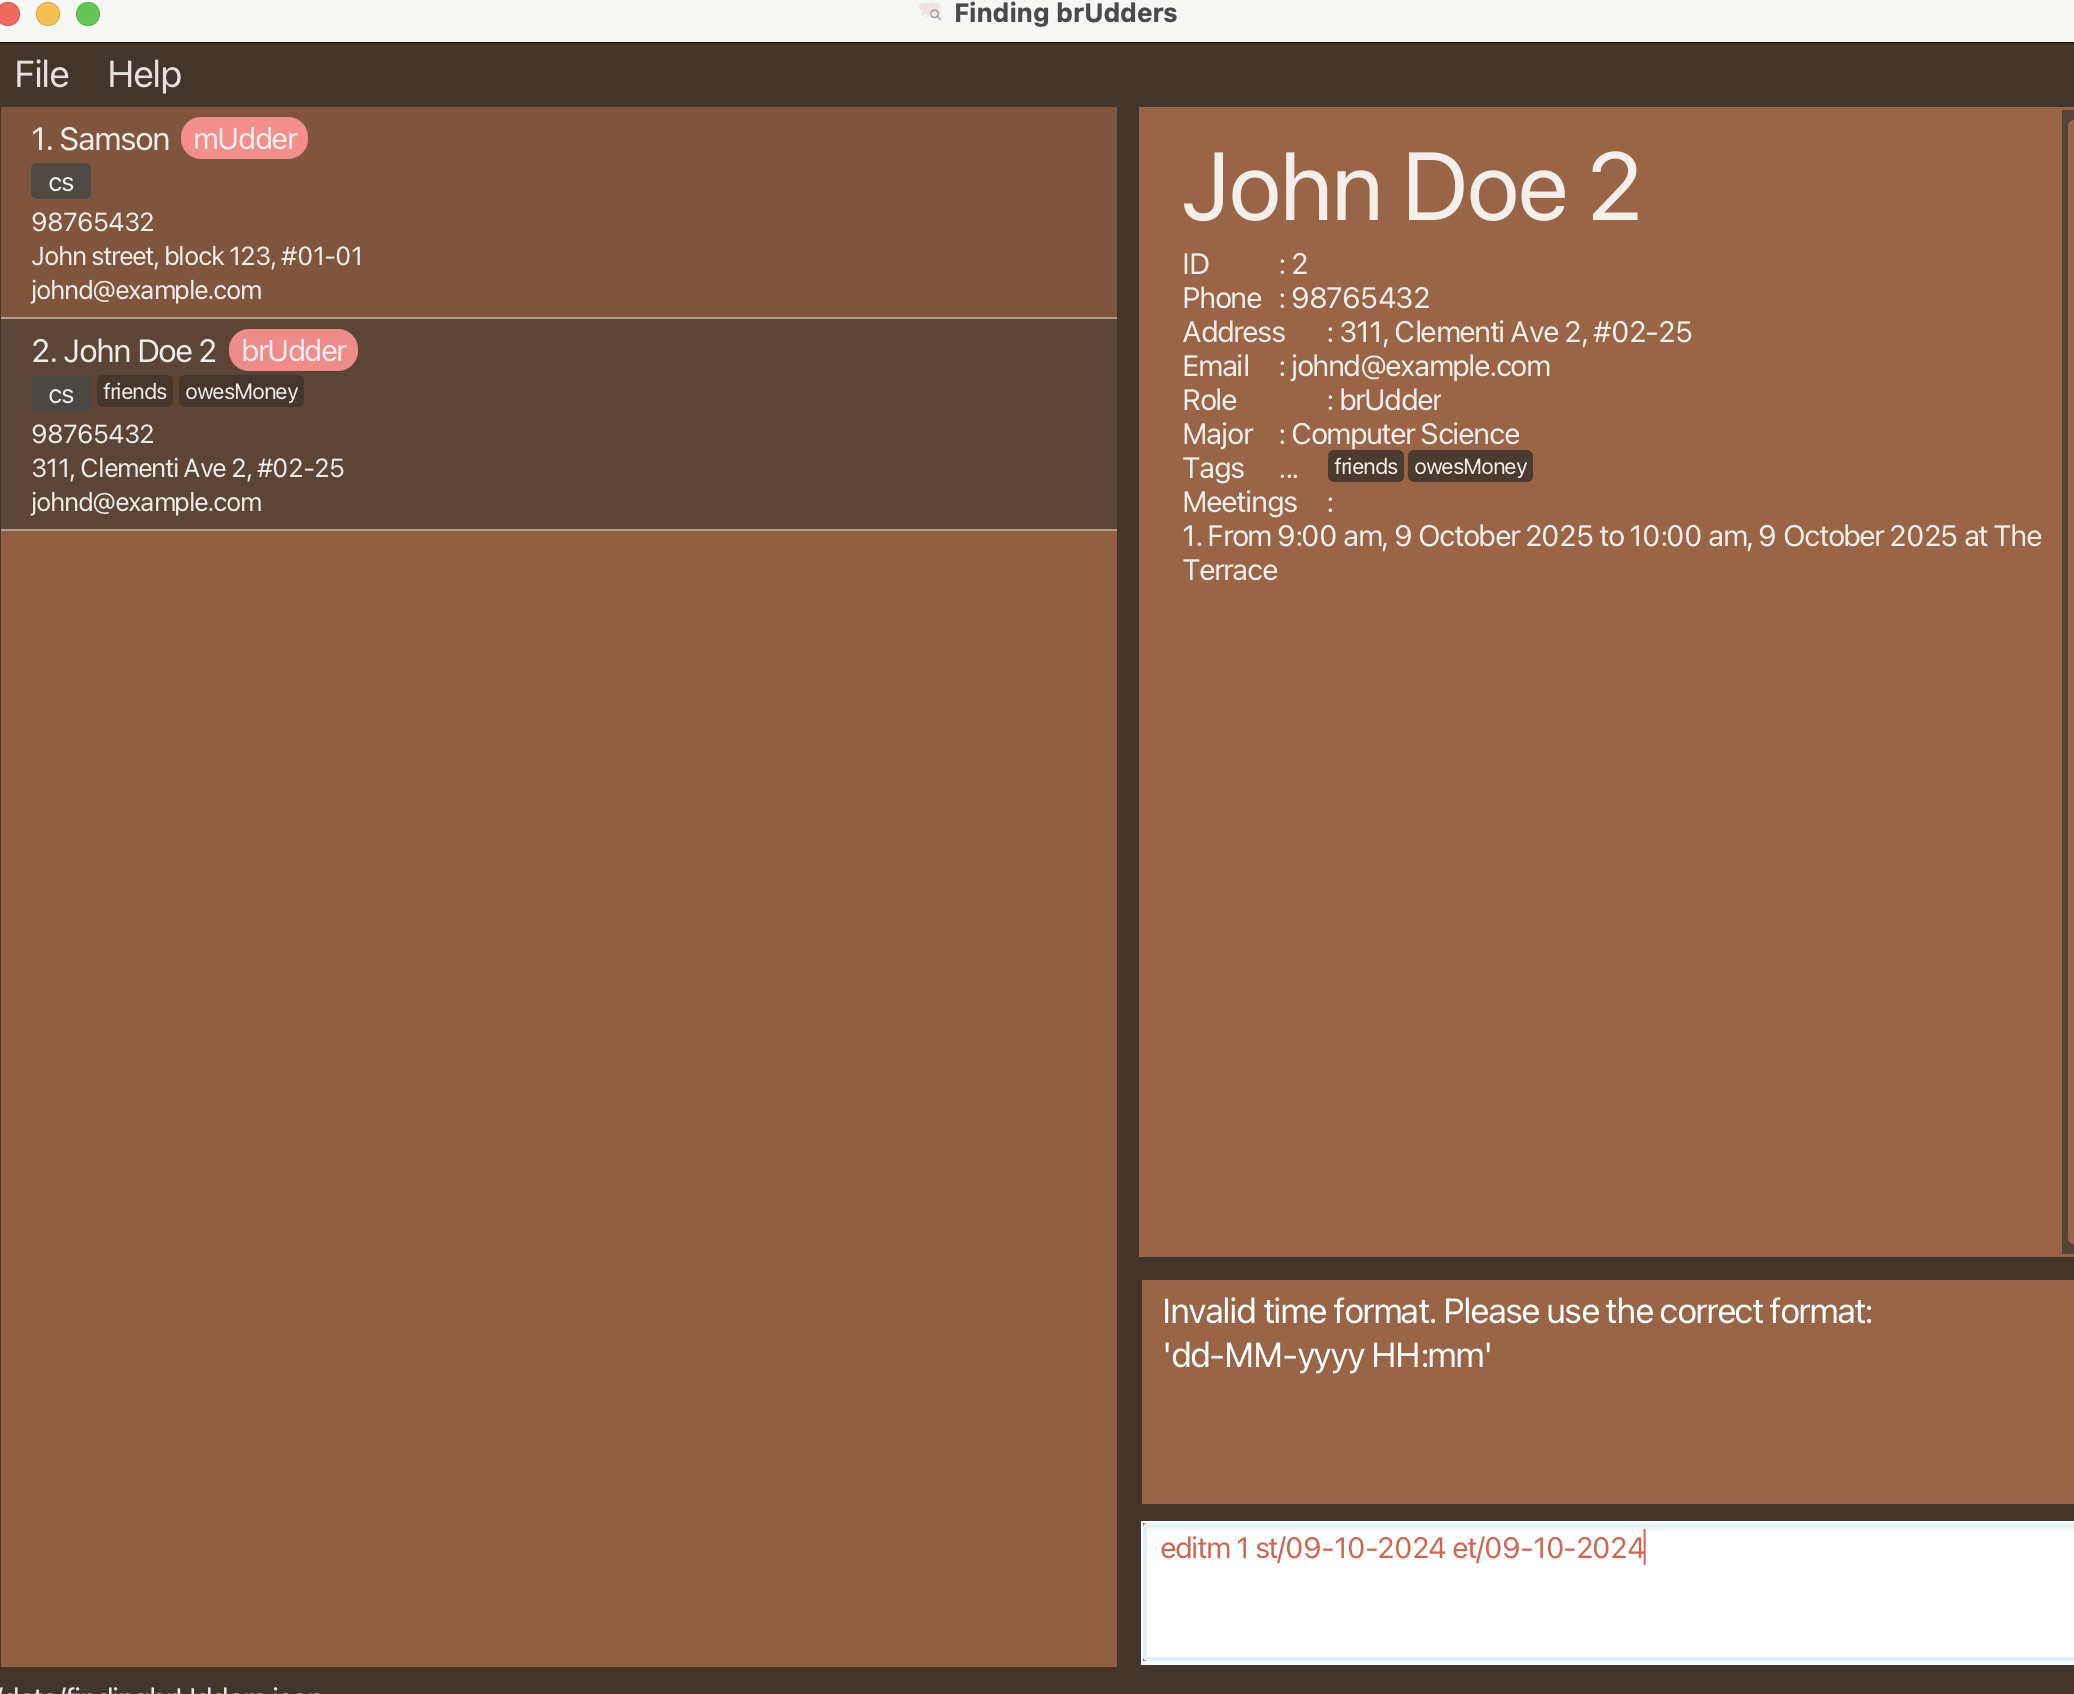 Finding brUdders
File Help
1. Samson mUdder
cs
98765432
John street, block 123, #01-01
johnd@example.com
2. John Doe 2 brUdder
cs friends owesMoney
98765432
311, Clementi Ave 2, #02-25
johnd@example.com
John Doe 2
ID : 2
Phone : 98765432
Address : 311, Clementi Ave 2, #02-25
Email : johnd@example.com
Role : brUdder
Major : Computer Science
Tags ... friends owesMoney
Meetings :
1. From 9:00 am, 9 October 2025 to 10:00 am, 9 October 2025 at The
Terrace
Invalid time format. Please use the correct format:
'dd-MM-yyyy HH:mm'
editm 1 st/09-10-2024 et/09-10-2024